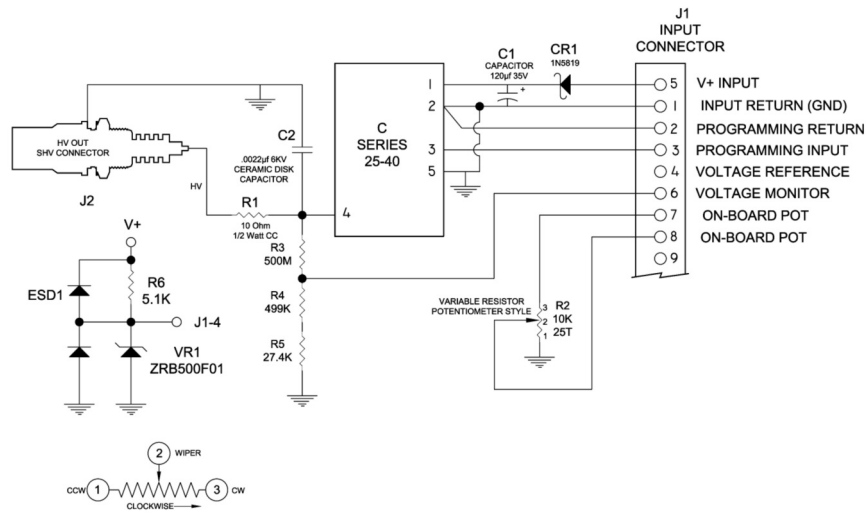 J1
INPUT
CONNECTOR
C1
CAPACITOR
120µf 35V
+
CR1
1N5819
5 V+ INPUT
1 INPUT RETURN (GND)
2 PROGRAMMING RETURN
3 PROGRAMMING INPUT
4 VOLTAGE REFERENCE
6 VOLTAGE MONITOR
7 ON-BOARD POT
8 ON-BOARD POT
9
C
SERIES
25-40
1
2
3
5
4
HV OUT
SHV CONNECTOR
J2
HV
C2
.0022µf 6KV
CERAMIC DISK
CAPACITOR
R1
10 Ohm
1/2 Watt CC
R3
500M
R4
499K
R5
27.4K
VARIABLE RESISTOR
POTENTIOMETER STYLE
3
2
1
R2
10K
25T
V+
ESD1
R6
5.1K
J1-4
VR1
ZRB500F01
2 WIPER
CCW 1
3 CW
CLOCKWISE